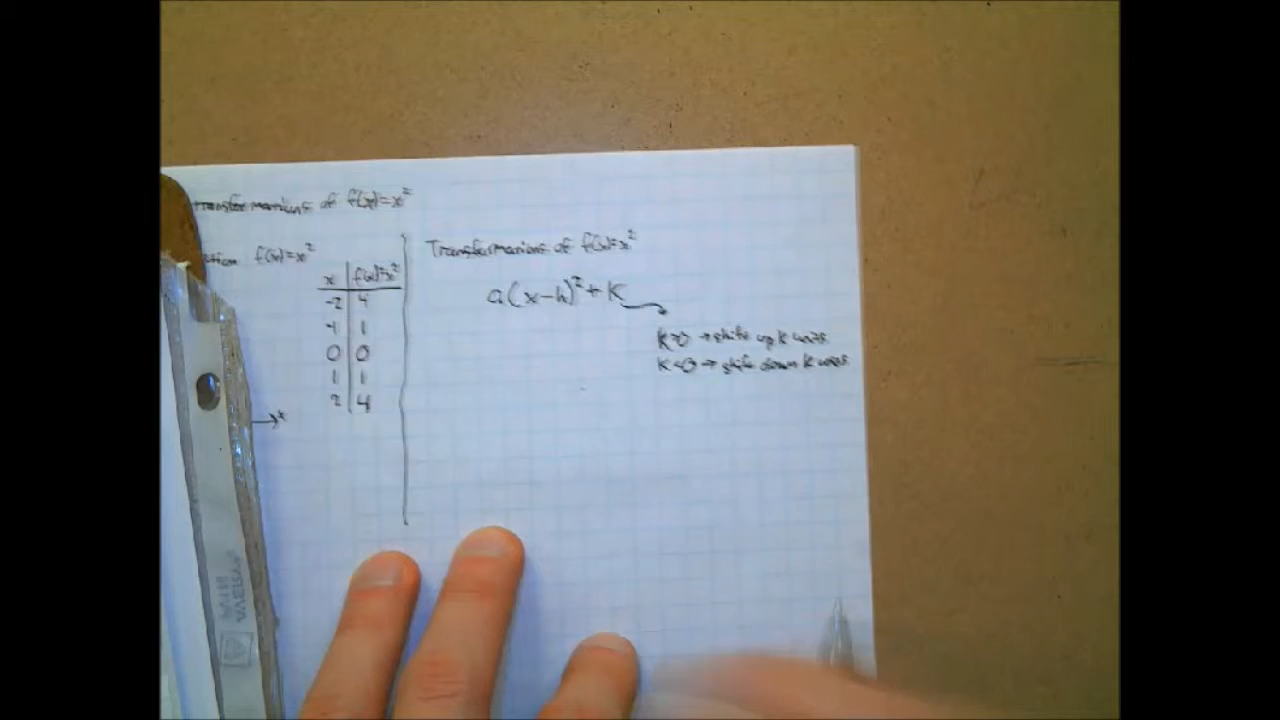 Transformations of f(x)=x²
f(x)=x²
x | f(x)=x²
-2 | 4
-1 | 1
0 | 0
1 | 1
2 | 4
→x
Transformations of f(x)=x²
a(x-h)²+K
K>0 → shift up K units
K<0 → shift down K units